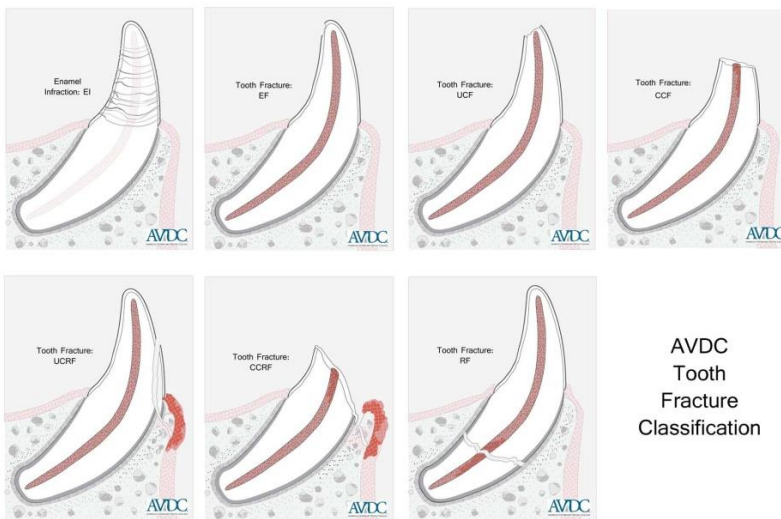 Enamel
Infraction: EI
Tooth Fracture:
EF
Tooth Fracture:
UCF
Tooth Fracture:
CCF
AVDC
AVDC
AVDC
AVDC
Tooth Fracture:
UCRF
Tooth Fracture:
CCRF
Tooth Fracture:
RF
AVDC
Tooth
Fracture
Classification
AVDC
AVDC
AVDC